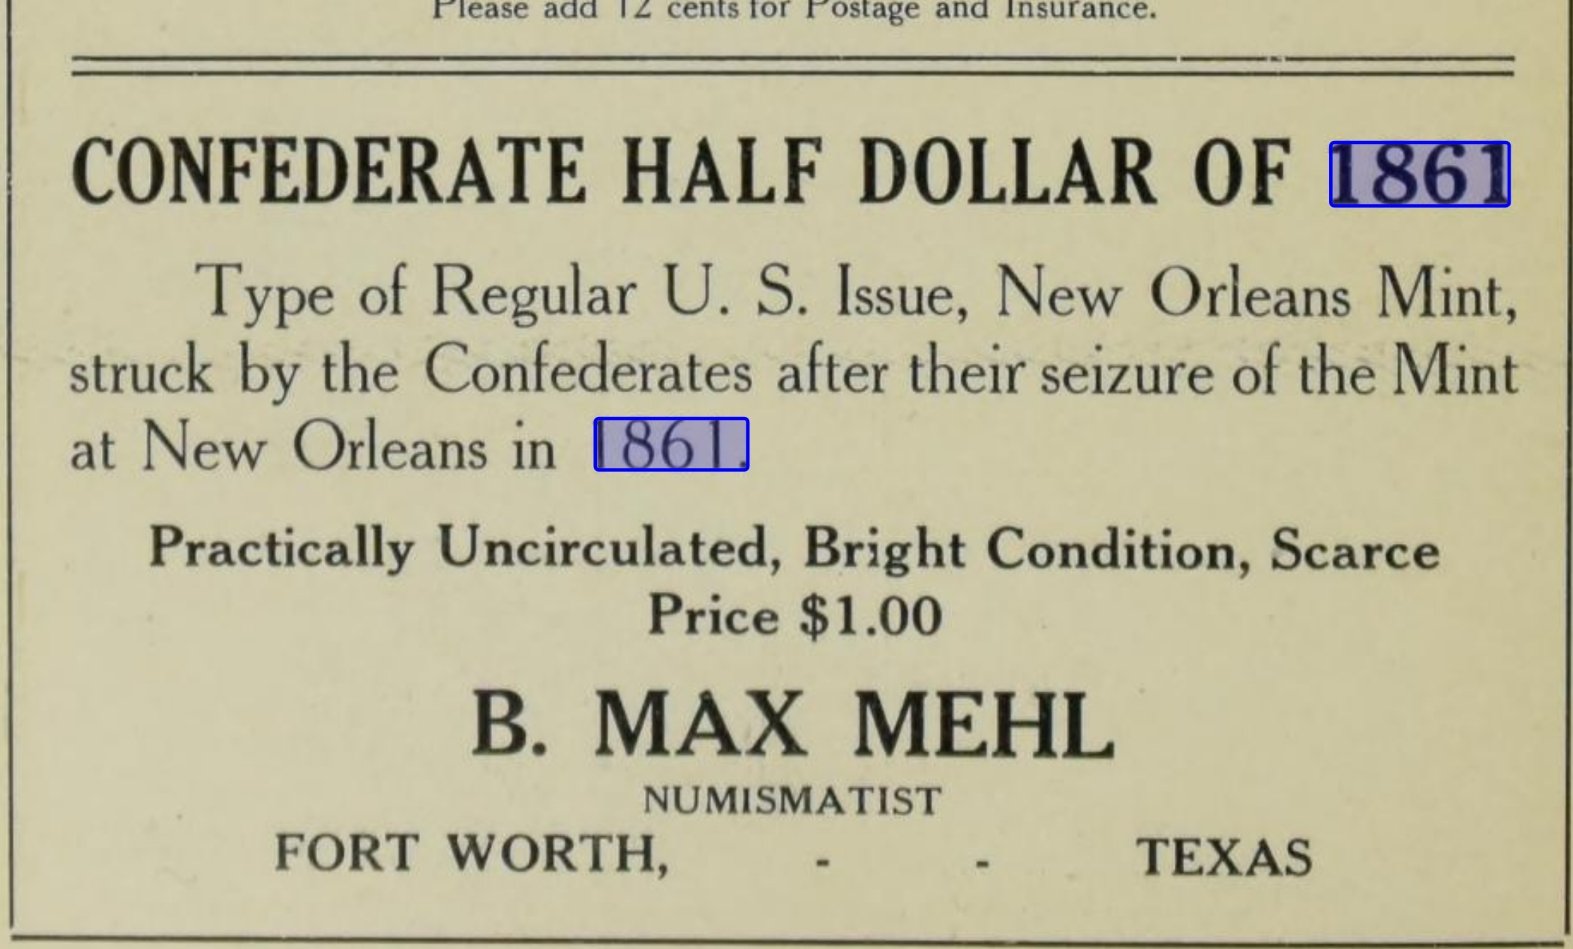 Please add 12 cents for Postage and Insurance.
CONFEDERATE HALF DOLLAR OF 1861
Type of Regular U. S. Issue, New Orleans Mint,
struck by the Confederates after their seizure of the Mint
at New Orleans in 1861.
Practically Uncirculated, Bright Condition, Scarce
Price $1.00
B. MAX MEHL
NUMISMATIST
FORT WORTH, - - TEXAS